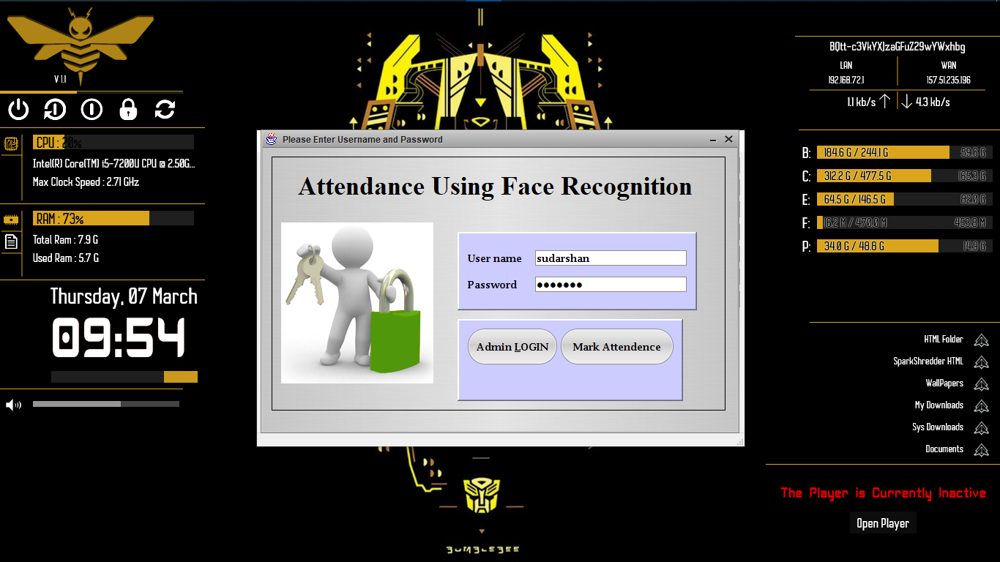 V 1.1
CPU : 20%
Intel(R) Core(TM) i5-7200U CPU @ 2.50G...
Max Clock Speed : 2.71 GHz
RAM : 73%
Total Ram : 7.9 G
Used Ram : 5.7 G
Thursday, 07 March
09:54
Please Enter Username and Password
Attendance Using Face Recognition
User name
sudarshan
Password
●●●●●●●
Admin LOGIN
Mark Attendence
BUMBLEBEE
BQtt-c3VkYXJzaGFuZ29wYWxhbg
LAN
WAN
192.168.72.1
157.51.235.196
1.1 kb/s
4.3 kb/s
B: 184.6 G / 244.1 G 59.6 G
C: 312.2 G / 477.5 G 165.3 G
E: 64.5 G / 146.5 G 82.0 G
F: 16.2 M / 470.0 M 453.8 M
P: 34.0 G / 48.8 G 14.9 G
HTML Folder
SparkShredder HTML
WallPapers
My Downloads
Sys Downloads
Documents
The Player is Currently Inactive
Open Player